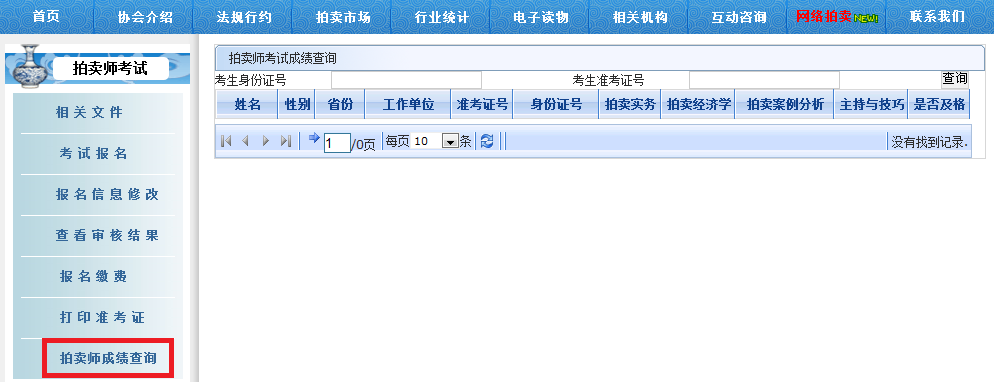 首页 协会介绍 法规行约 拍卖市场 行业统计 电子读物 相关机构 互动咨询 网络拍卖NEW! 联系我们
拍卖师考试
相关文件
考试报名
报名信息修改
查看审核结果
报名缴费
打印准考证
拍卖师成绩查询
拍卖师考试成绩查询
考生身份证号 考生准考证号 查询
姓名 性别 省份 工作单位 准考证号 身份证号 拍卖实务 拍卖经济学 拍卖案例分析 主持与技巧 是否及格
1 /0页 每页 10 条 没有找到记录.